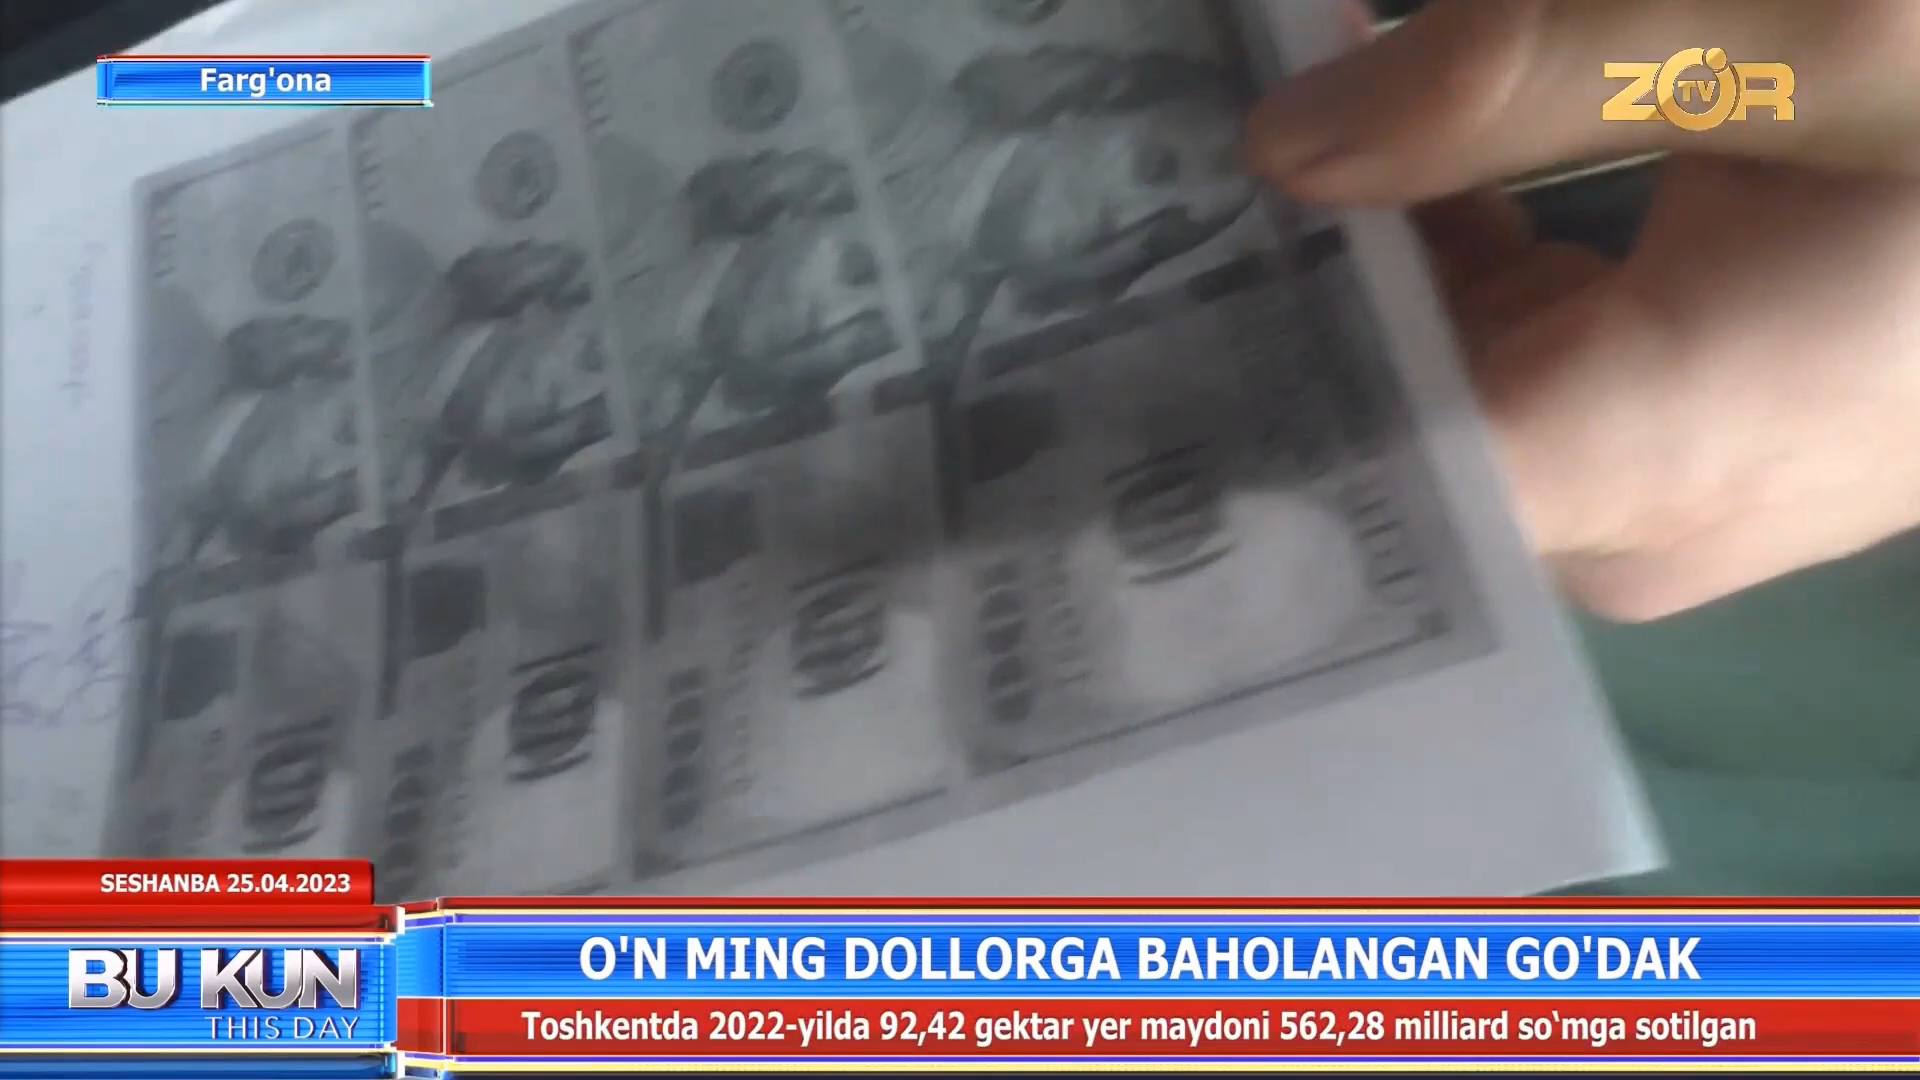 Farg'ona
ZO'R TV
SESHANBA 25.04.2023
BU KUN
THIS DAY
O'N MING DOLLORGA BAHOLANGAN GO'DAK
Toshkentda 2022-yilda 92,42 gektar yer maydoni 562,28 milliard so‘mga sotilgan